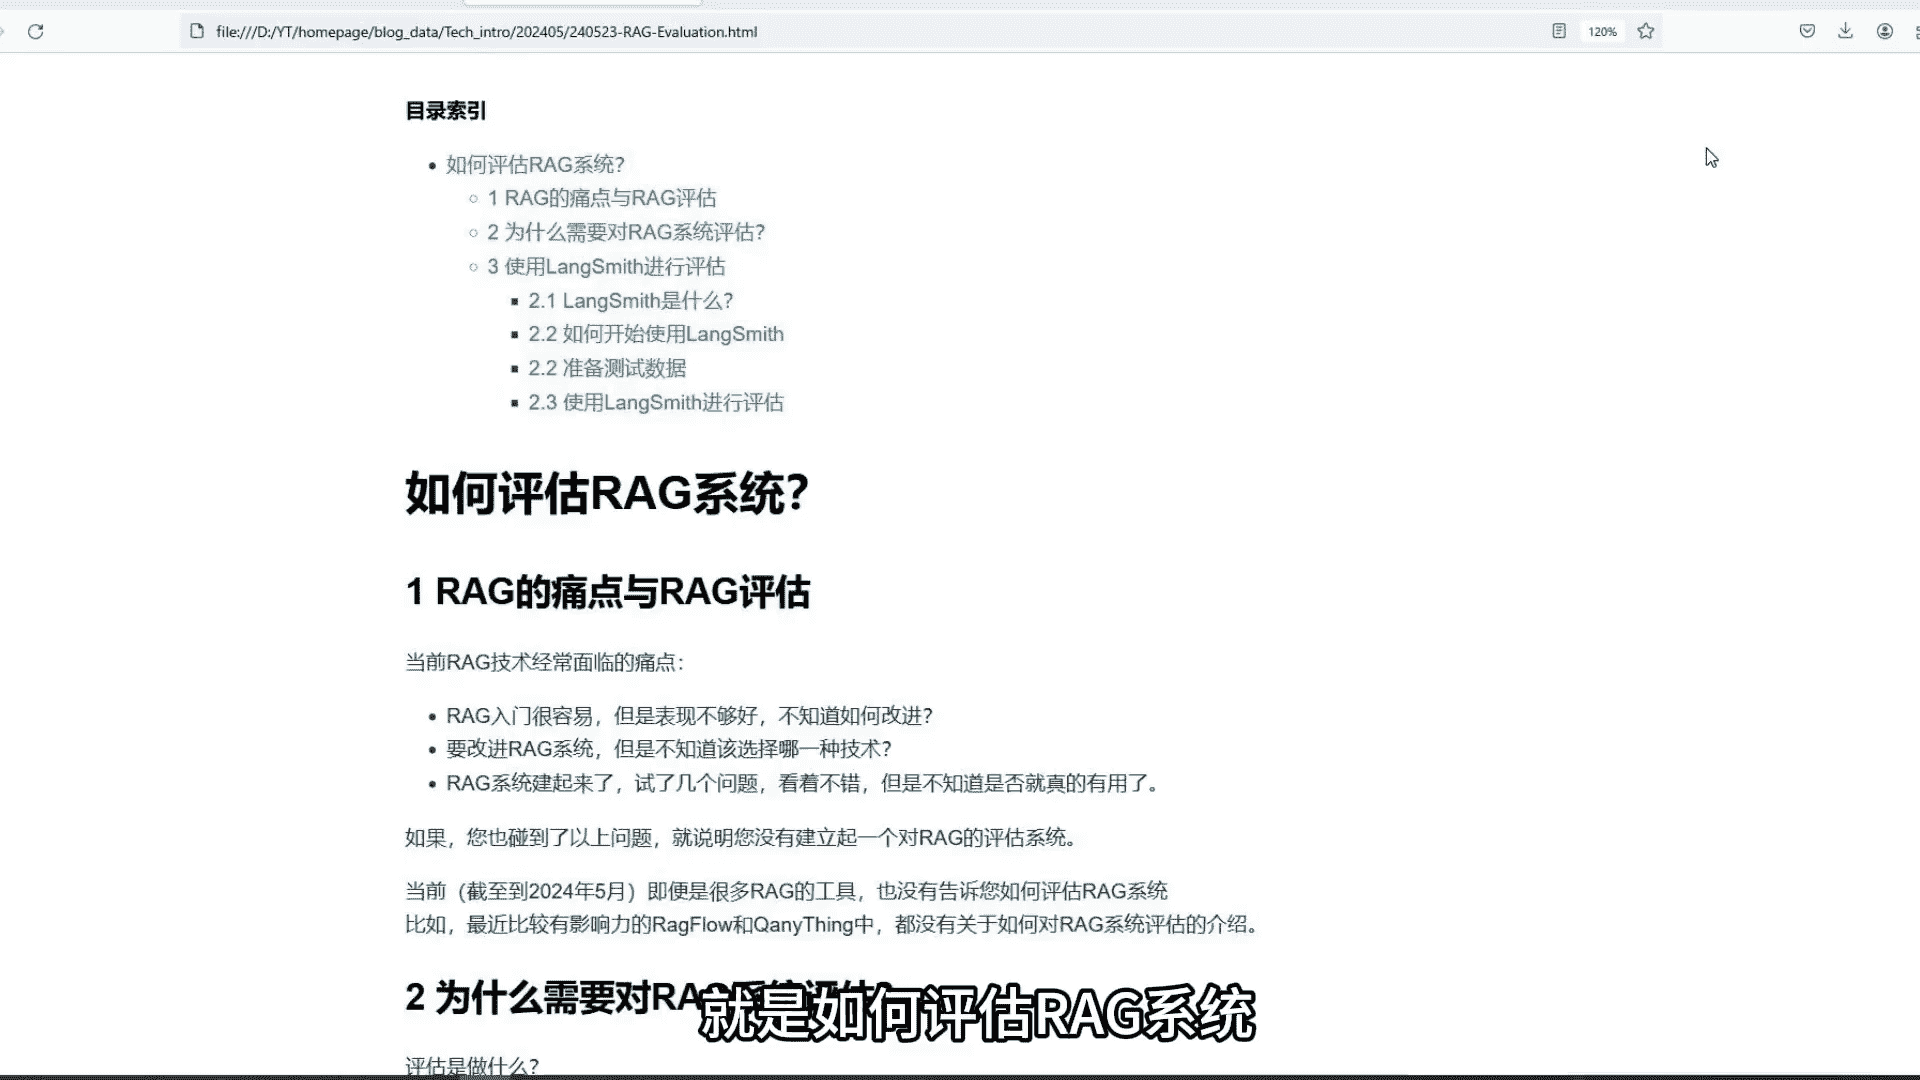 file:///D:/YT/homepage/blog_data/Tech_intro/202405/240523-RAG-Evaluation.html
120%
目录索引
如何评估RAG系统？
1 RAG的痛点与RAG评估
2 为什么需要对RAG系统评估？
3 使用LangSmith进行评估
2.1 LangSmith是什么？
2.2 如何开始使用LangSmith
2.2 准备测试数据
2.3 使用LangSmith进行评估
如何评估RAG系统？
1 RAG的痛点与RAG评估
当前RAG技术经常面临的痛点：
RAG入门很容易，但是表现不够好，不知道如何改进？
要改进RAG系统，但是不知道该选择哪一种技术？
RAG系统建起来了，试了几个问题，看着不错，但是不知道是否就真的有用了。
如果，您也碰到了以上问题，就说明您没有建立起一个对RAG的评估系统。
当前（截至到2024年5月）即便是很多RAG的工具，也没有告诉您如何评估RAG系统
比如，最近比较有影响力的RagFlow和QanyThing中，都没有关于如何对RAG系统评估的介绍。
2 为什么需要对RAG系统评估
就是如何评估RAG系统
评估是做什么？